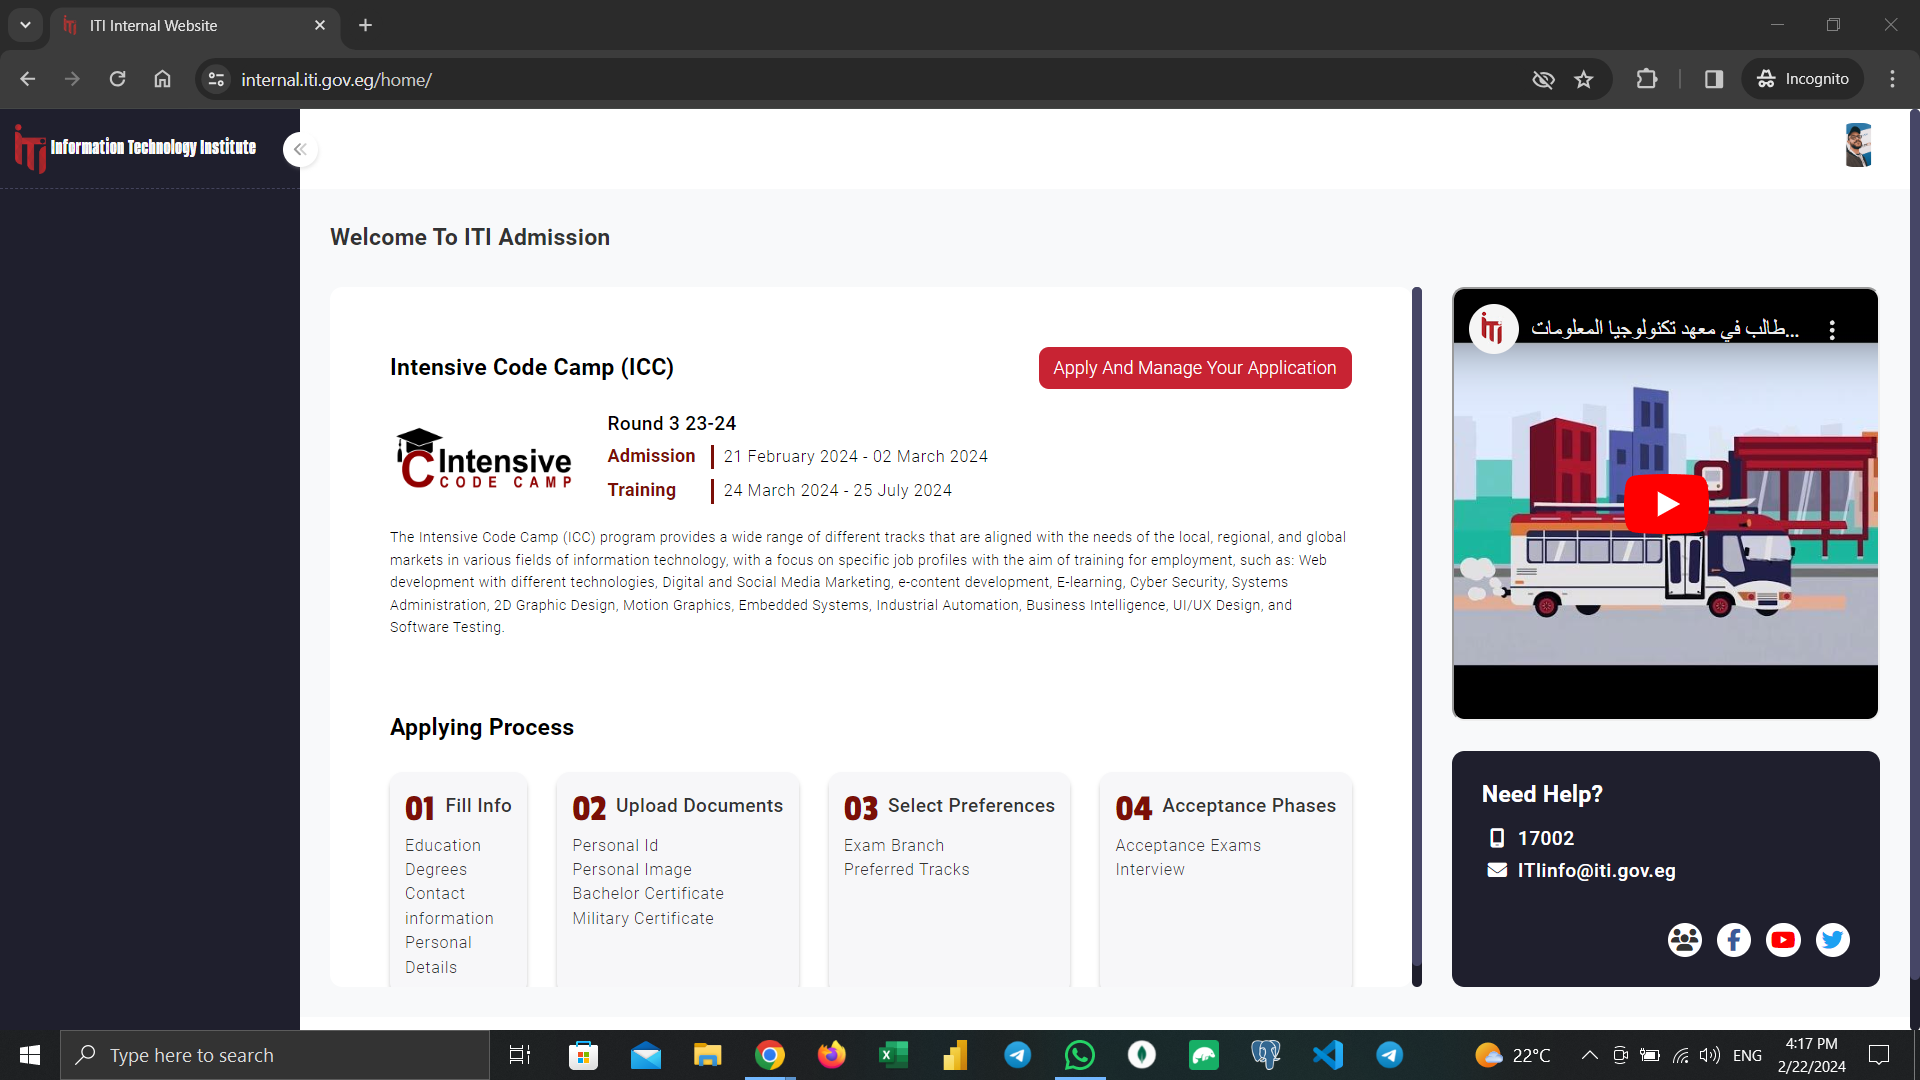 ITI Internal Website
internal.iti.gov.eg/home/
Incognito
iTi Information Technology Institute
Welcome To ITI Admission
Intensive Code Camp (ICC)
Apply And Manage Your Application
Intensive
CODE CAMP
Round 3 23-24
Admission 21 February 2024 - 02 March 2024
Training 24 March 2024 - 25 July 2024
The Intensive Code Camp (ICC) program provides a wide range of different tracks that are aligned with the needs of the local, regional, and global
markets in various fields of information technology, with a focus on specific job profiles with the aim of training for employment, such as: Web
development with different technologies, Digital and Social Media Marketing, e-content development, E-learning, Cyber Security, Systems
Administration, 2D Graphic Design, Motion Graphics, Embedded Systems, Industrial Automation, Business Intelligence, UI/UX Design, and
Software Testing.
Applying Process
01 Fill Info
Education
Degrees
Contact
information
Personal
Details
02 Upload Documents
Personal Id
Personal Image
Bachelor Certificate
Military Certificate
03 Select Preferences
Exam Branch
Preferred Tracks
04 Acceptance Phases
Acceptance Exams
Interview
iTi
طالب في معهد تكنولوجيا المعلومات...
Need Help?
17002
ITIinfo@iti.gov.eg
Type here to search
22°C
ENG
4:17 PM
2/22/2024